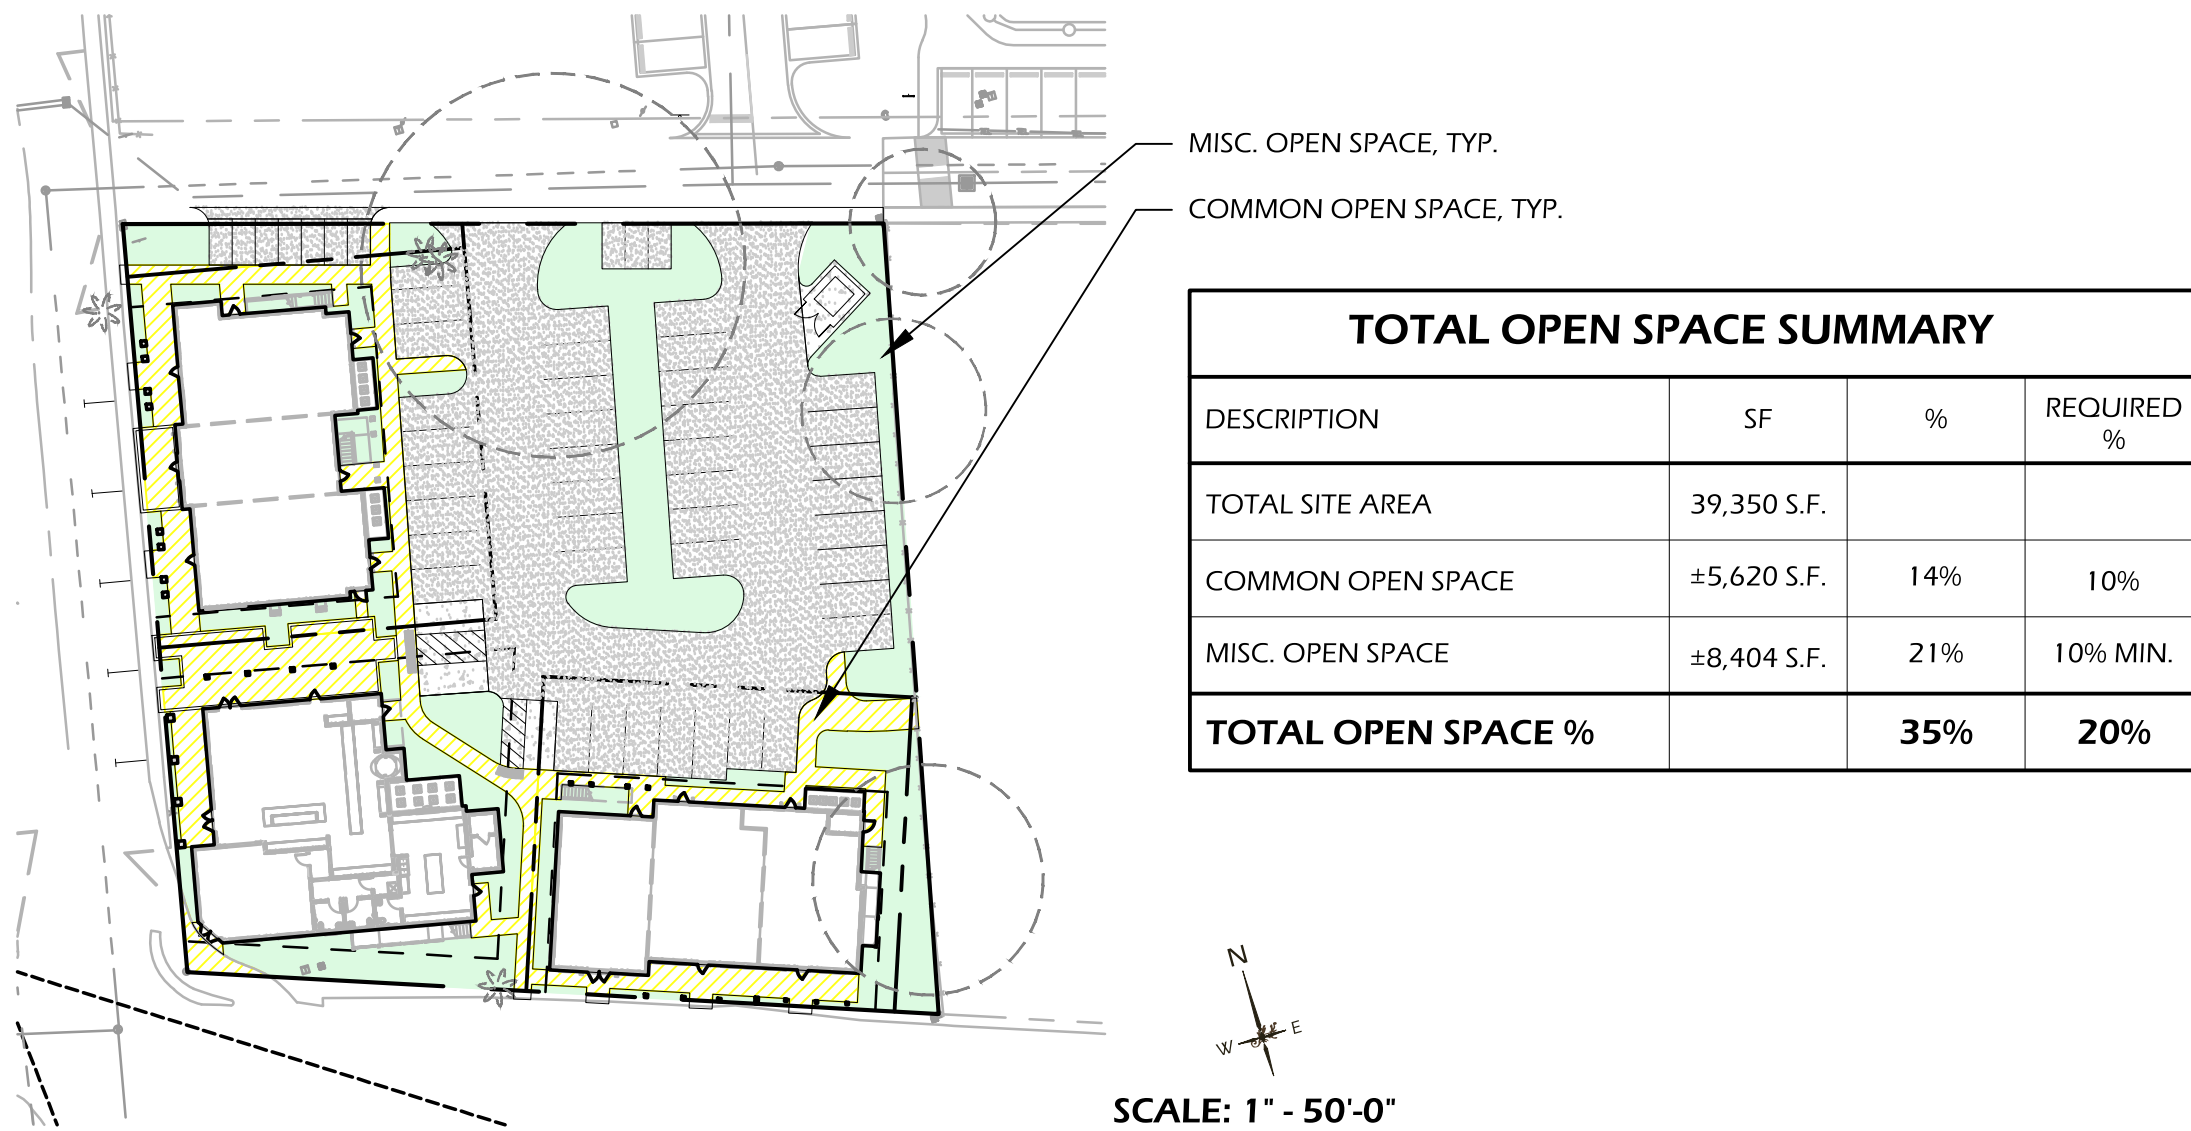 MISC. OPEN SPACE, TYP.
COMMON OPEN SPACE, TYP.
TOTAL OPEN SPACE SUMMARY
DESCRIPTION SF % REQUIRED %
TOTAL SITE AREA 39,350 S.F.
COMMON OPEN SPACE ±5,620 S.F. 14% 10%
MISC. OPEN SPACE ±8,404 S.F. 21% 10% MIN.
TOTAL OPEN SPACE % 35% 20%
N
W E
SCALE: 1" - 50'-0"